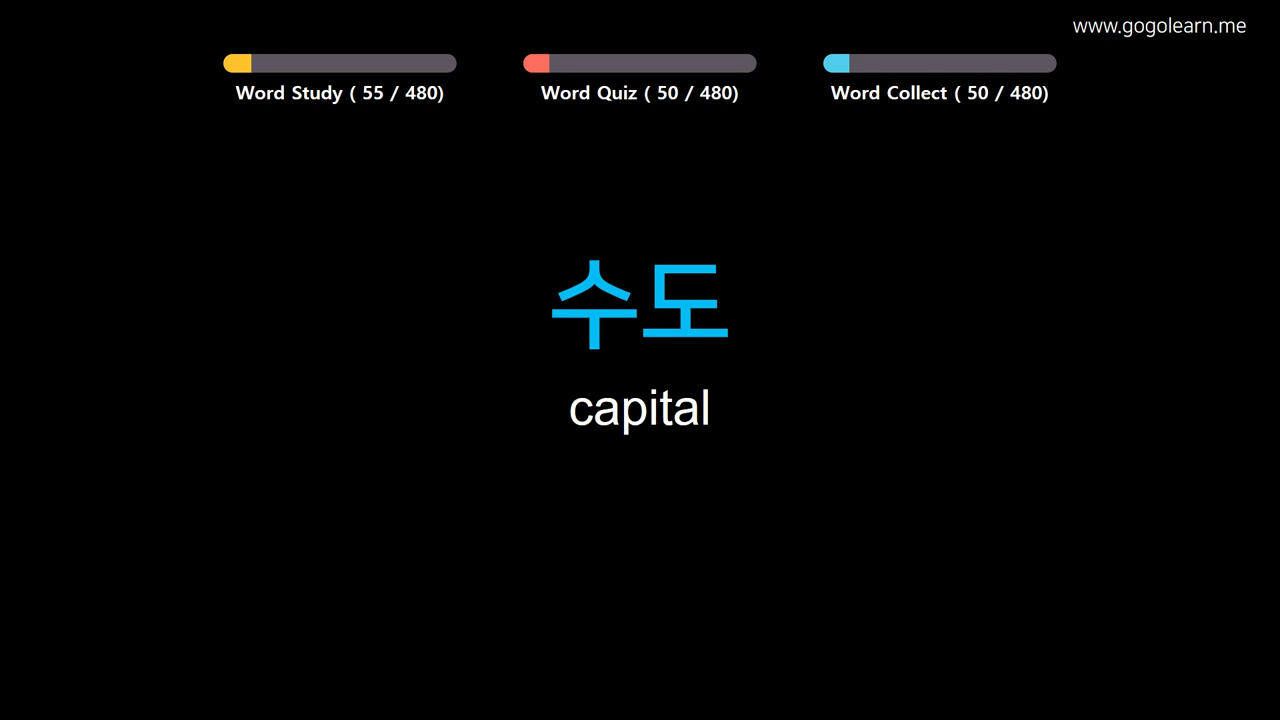 www.gogolearn.me
Word Study ( 55 / 480)
Word Quiz ( 50 / 480)
Word Collect ( 50 / 480)
수도
capital